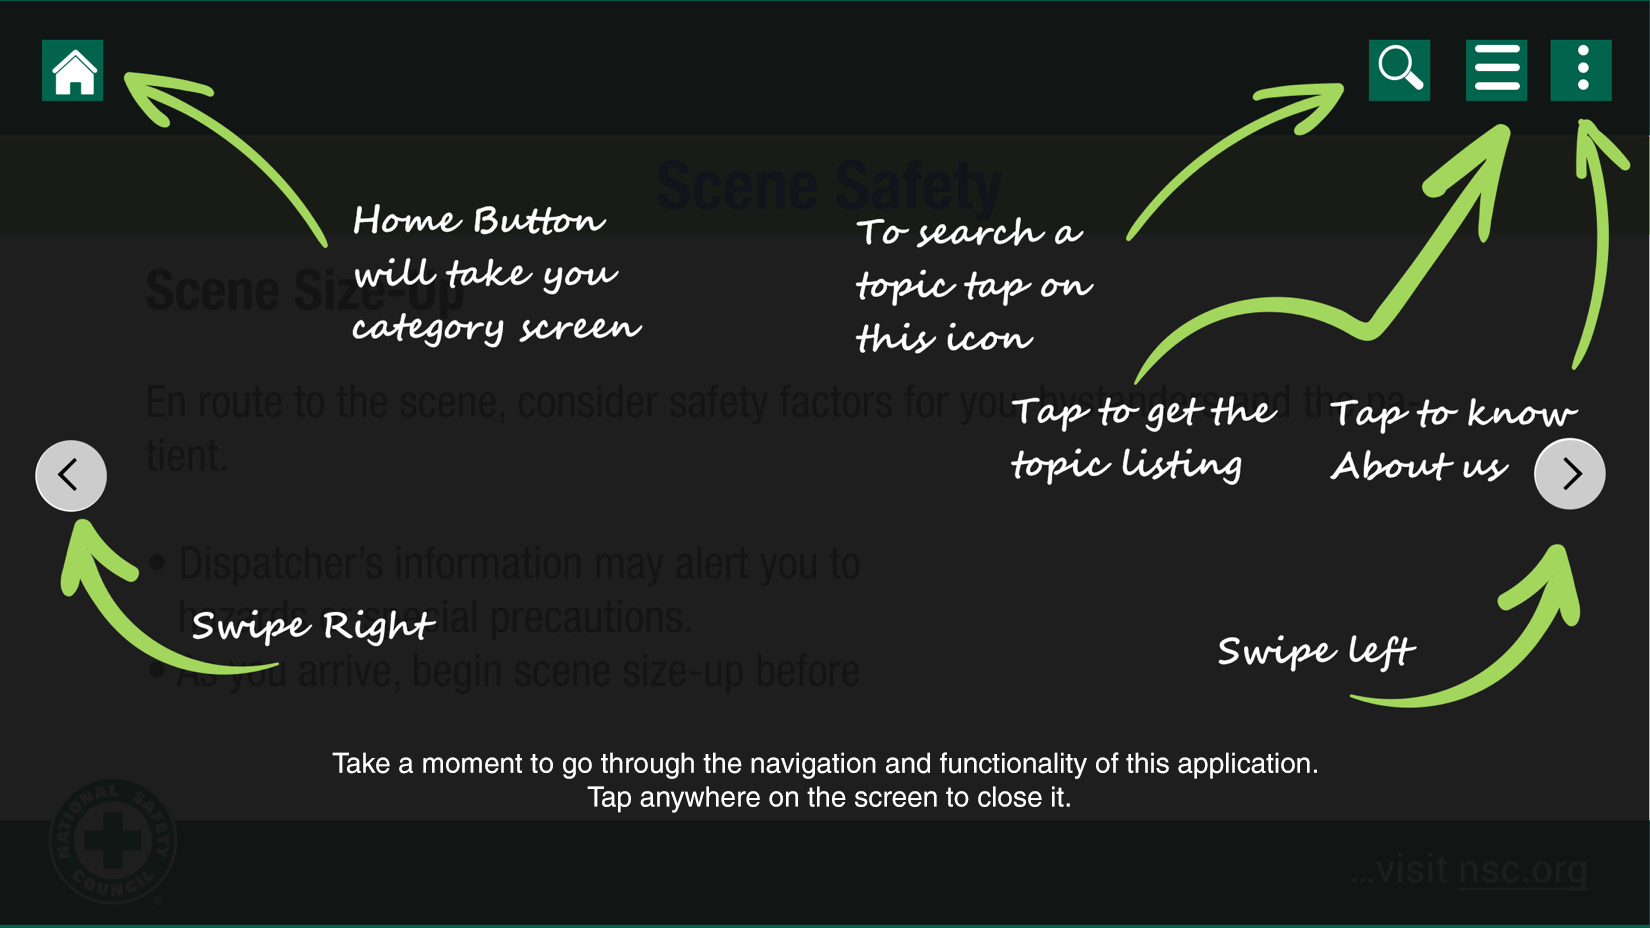 Scene Safety
Home Button
will take you
category screen
To search a
topic tap on
this icon
Scene Size-Up
En route to the scene, consider safety factors for you, bystanders and the pa-
tient.
Tap to get the
topic listing
Tap to know
About us
• Dispatcher's information may alert you to
hazards or special precautions.
• As you arrive, begin scene size-up before
Swipe Right
Swipe left
Take a moment to go through the navigation and functionality of this application.
Tap anywhere on the screen to close it.
NATIONAL SAFETY
COUNCIL
®
...visit nsc.org